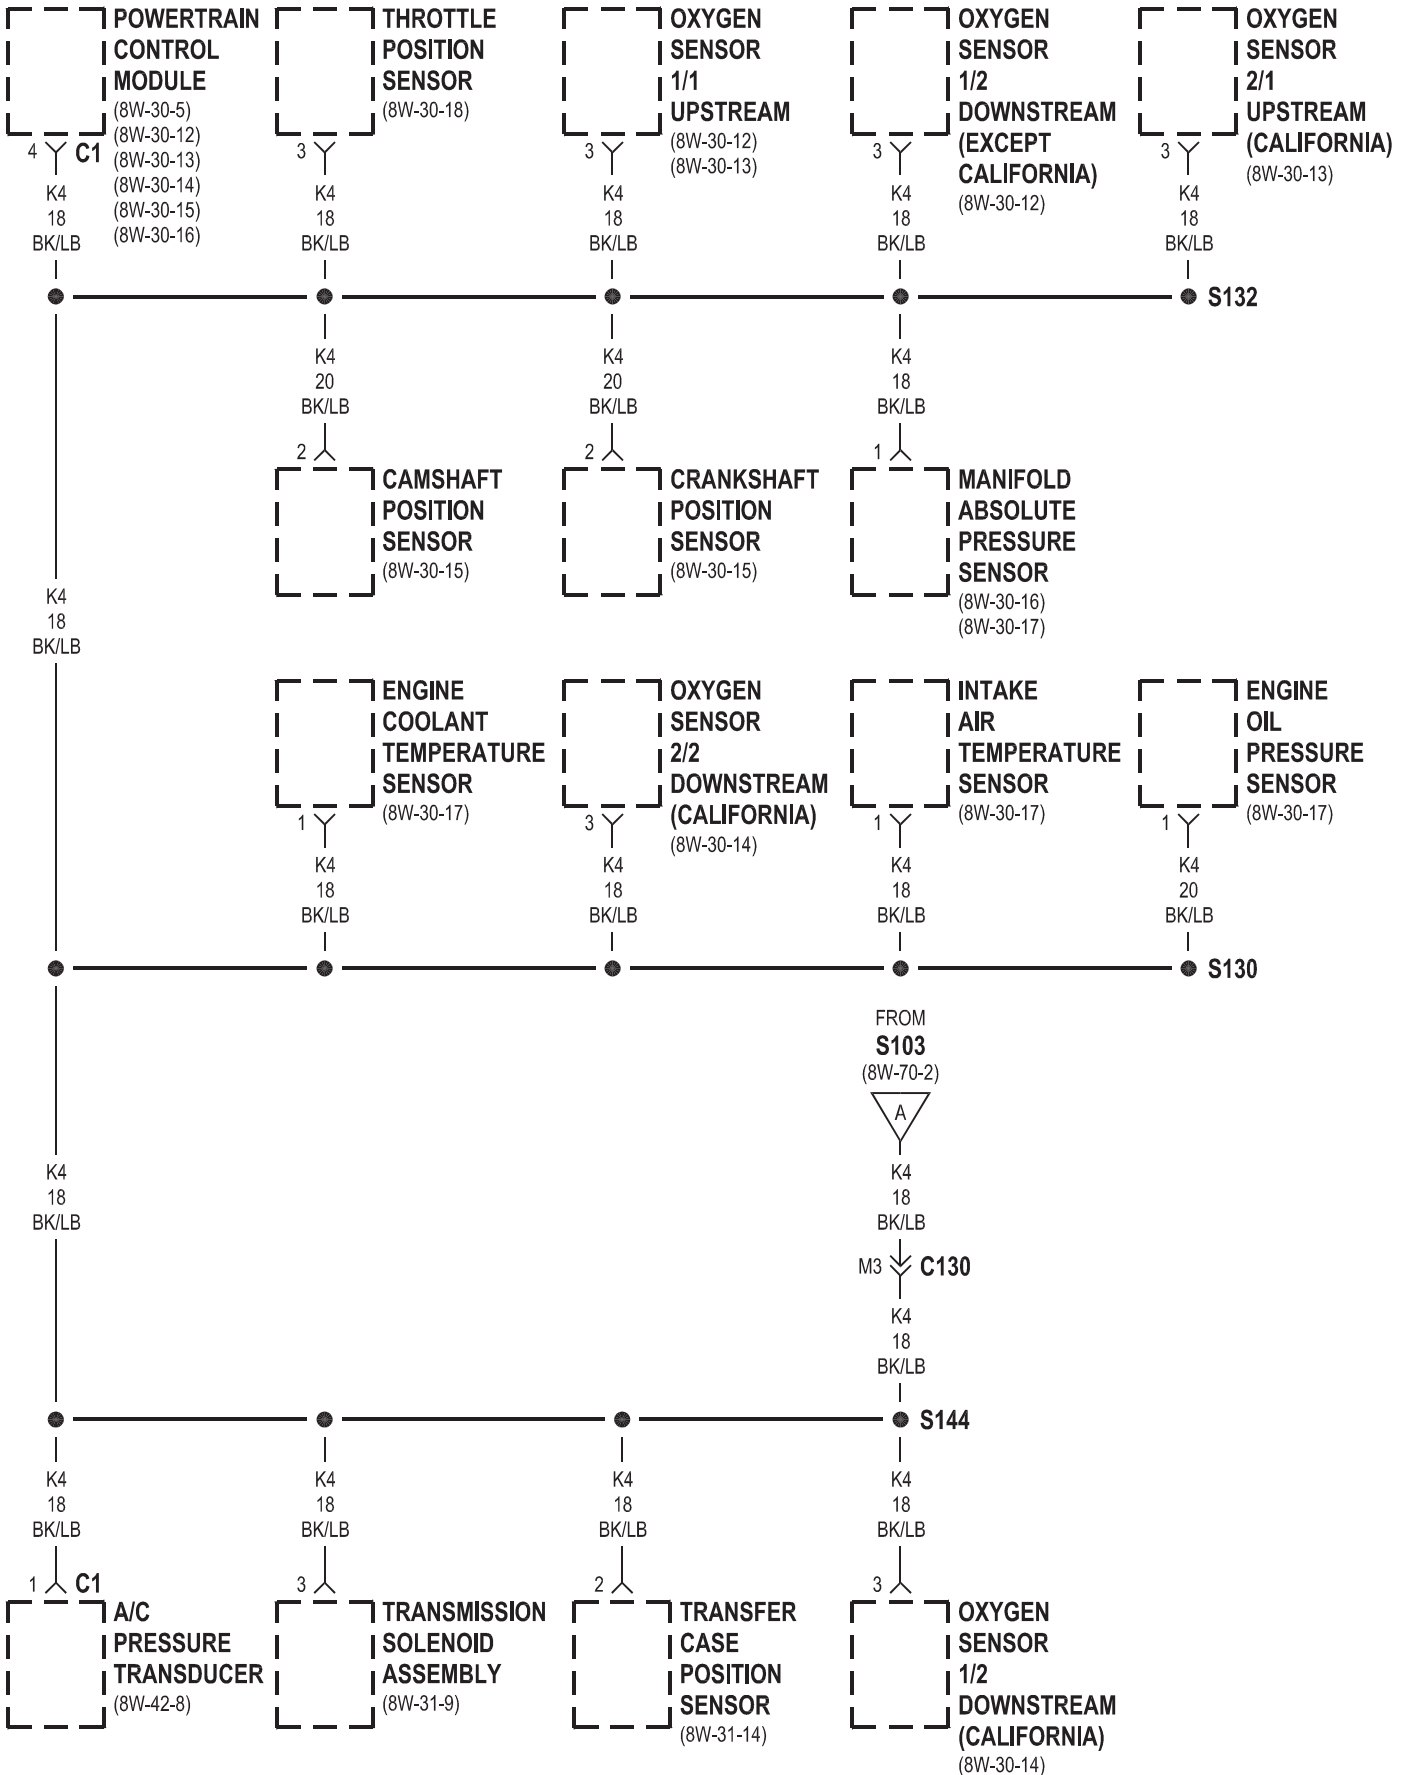 POWERTRAIN
CONTROL
MODULE
(8W-30-5)
(8W-30-12)
(8W-30-13)
(8W-30-14)
(8W-30-15)
(8W-30-16)
4 C1
K4
18
BK/LB
THROTTLE
POSITION
SENSOR
(8W-30-18)
3
K4
18
BK/LB
OXYGEN
SENSOR
1/1
UPSTREAM
(8W-30-12)
(8W-30-13)
3
K4
18
BK/LB
OXYGEN
SENSOR
1/2
DOWNSTREAM
(EXCEPT
CALIFORNIA)
(8W-30-12)
3
K4
18
BK/LB
OXYGEN
SENSOR
2/1
UPSTREAM
(CALIFORNIA)
(8W-30-13)
3
K4
18
BK/LB
S132
K4
20
BK/LB
2
CAMSHAFT
POSITION
SENSOR
(8W-30-15)
K4
20
BK/LB
2
CRANKSHAFT
POSITION
SENSOR
(8W-30-15)
K4
18
BK/LB
1
MANIFOLD
ABSOLUTE
PRESSURE
SENSOR
(8W-30-16)
(8W-30-17)
K4
18
BK/LB
ENGINE
COOLANT
TEMPERATURE
SENSOR
(8W-30-17)
1
K4
18
BK/LB
OXYGEN
SENSOR
2/2
DOWNSTREAM
(CALIFORNIA)
(8W-30-14)
3
K4
18
BK/LB
INTAKE
AIR
TEMPERATURE
SENSOR
(8W-30-17)
1
K4
18
BK/LB
ENGINE
OIL
PRESSURE
SENSOR
(8W-30-17)
1
K4
20
BK/LB
S130
FROM
S103
(8W-70-2)
A
K4
18
BK/LB
M3 C130
K4
18
BK/LB
K4
18
BK/LB
S144
K4
18
BK/LB
1 C1
A/C
PRESSURE
TRANSDUCER
(8W-42-8)
K4
18
BK/LB
3
TRANSMISSION
SOLENOID
ASSEMBLY
(8W-31-9)
K4
18
BK/LB
2
TRANSFER
CASE
POSITION
SENSOR
(8W-31-14)
K4
18
BK/LB
3
OXYGEN
SENSOR
1/2
DOWNSTREAM
(CALIFORNIA)
(8W-30-14)